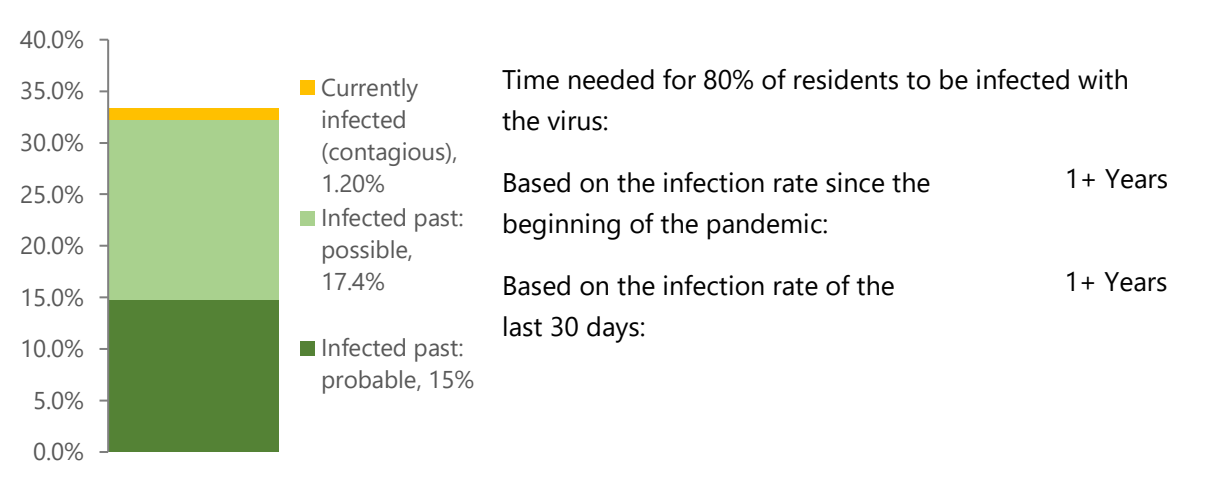 40.0%
35.0%
30.0%
25.0%
20.0%
15.0%
10.0%
5.0%
0.0%
Currently
infected
(contagious),
1.20%
Infected past:
possible,
17.4%
Infected past:
probable, 15%
Time needed for 80% of residents to be infected with
the virus:
Based on the infection rate since the
beginning of the pandemic:
1+ Years
Based on the infection rate of the
last 30 days:
1+ Years